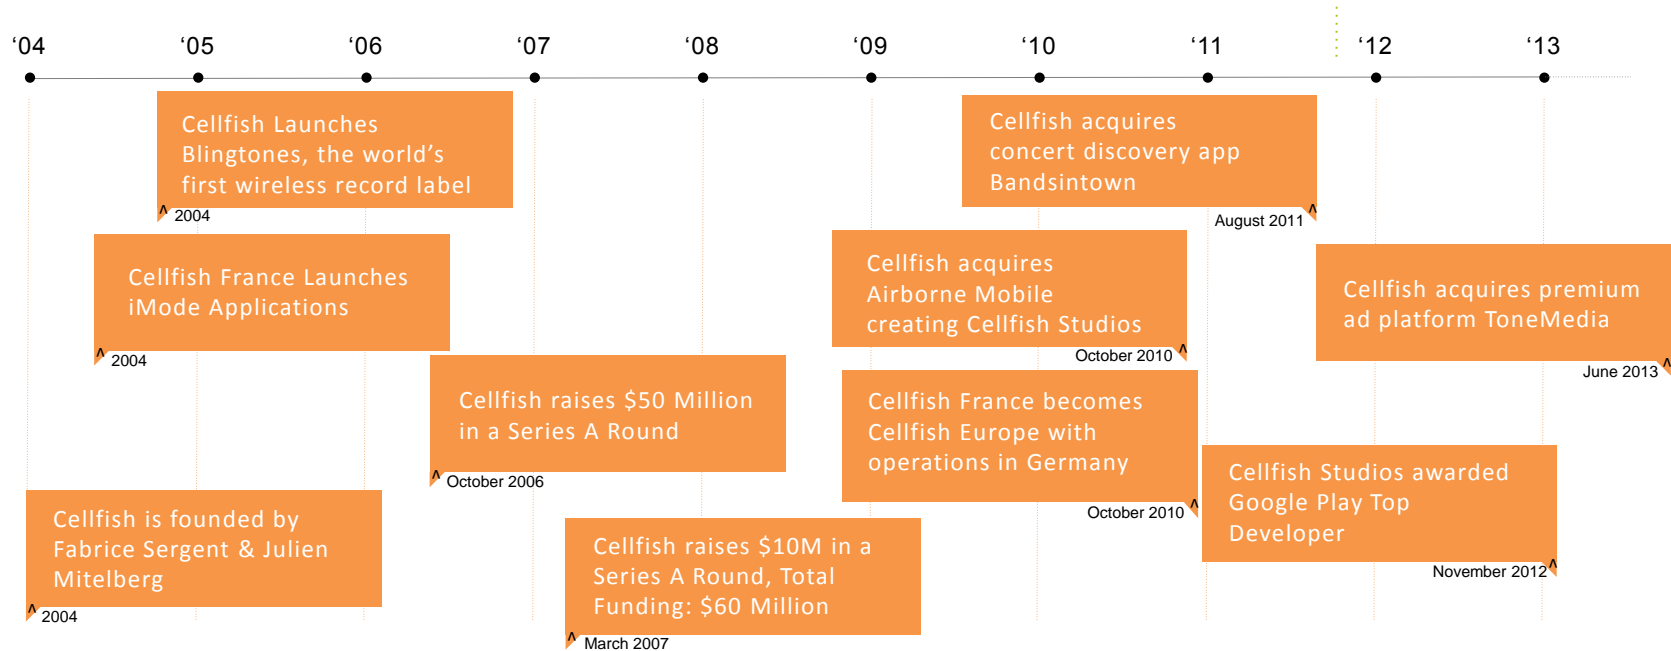 ‘04
‘05
‘06
‘07
‘08
‘09
‘10
‘11
‘12
‘13
Cellfish Launches
Blingtones, the world’s
first wireless record label
^ 2004
Cellfish France Launches
iMode Applications
^ 2004
Cellfish is founded by
Fabrice Sergent & Julien
Mitelberg
^ 2004
Cellfish raises $50 Million
in a Series A Round
^ October 2006
Cellfish raises $10M in a
Series A Round, Total
Funding: $60 Million
^ March 2007
Cellfish acquires
concert discovery app
Bandsintown
August 2011 ^
Cellfish acquires
Airborne Mobile
creating Cellfish Studios
October 2010 ^
Cellfish France becomes
Cellfish Europe with
operations in Germany
October 2010 ^
Cellfish acquires premium
ad platform ToneMedia
June 2013 ^
Cellfish Studios awarded
Google Play Top
Developer
November 2012 ^